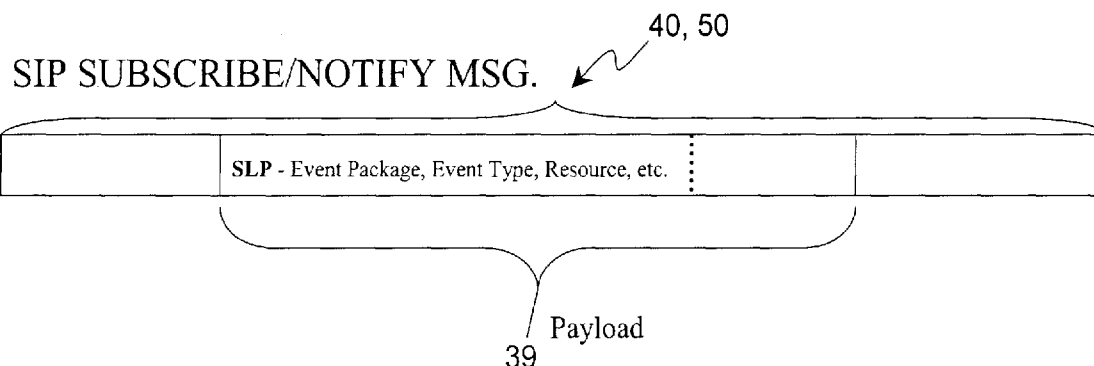 40, 50
SIP SUBSCRIBE/NOTIFY MSG.
SLP - Event Package, Event Type, Resource, etc.
Payload
39